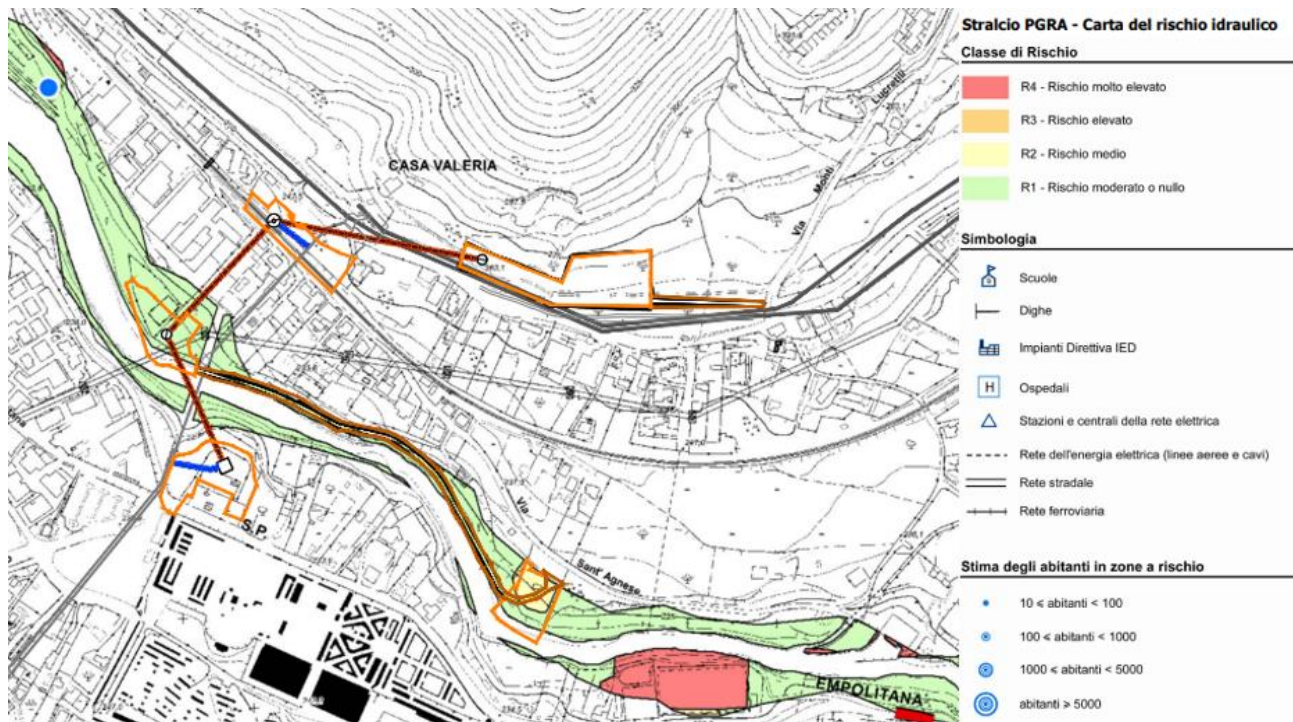 Stralcio PGRA - Carta del rischio idraulico
Classe di Rischio
R4 - Rischio molto elevato
R3 - Rischio elevato
R2 - Rischio medio
R1 - Rischio moderato o nullo
Simbologia
Scuole
Dighe
Impianti Direttiva IED
H
Ospedali
Stazioni e centrali della rete elettrica
Rete dell'energia elettrica (linee aeree e cavi)
Rete stradale
Rete ferroviaria
Stima degli abitanti in zone a rischio
10 ⩽ abitanti < 100
100 ⩽ abitanti < 1000
1000 ⩽ abitanti < 5000
abitanti ⩾ 5000
CASA VALERIA
Via Monti Lucretili
Via Sant' Agnese
S.P.
EMPOLITANA